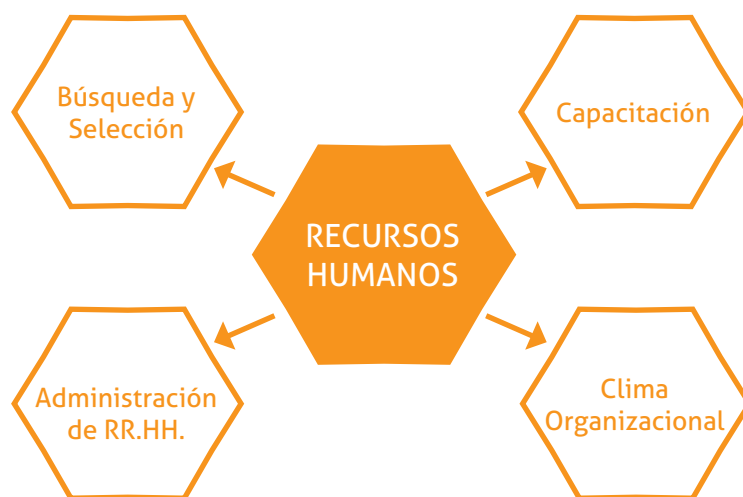 Búsqueda y
Selección
Capacitación
RECURSOS
HUMANOS
Administración
de RR.HH.
Clima
Organizacional